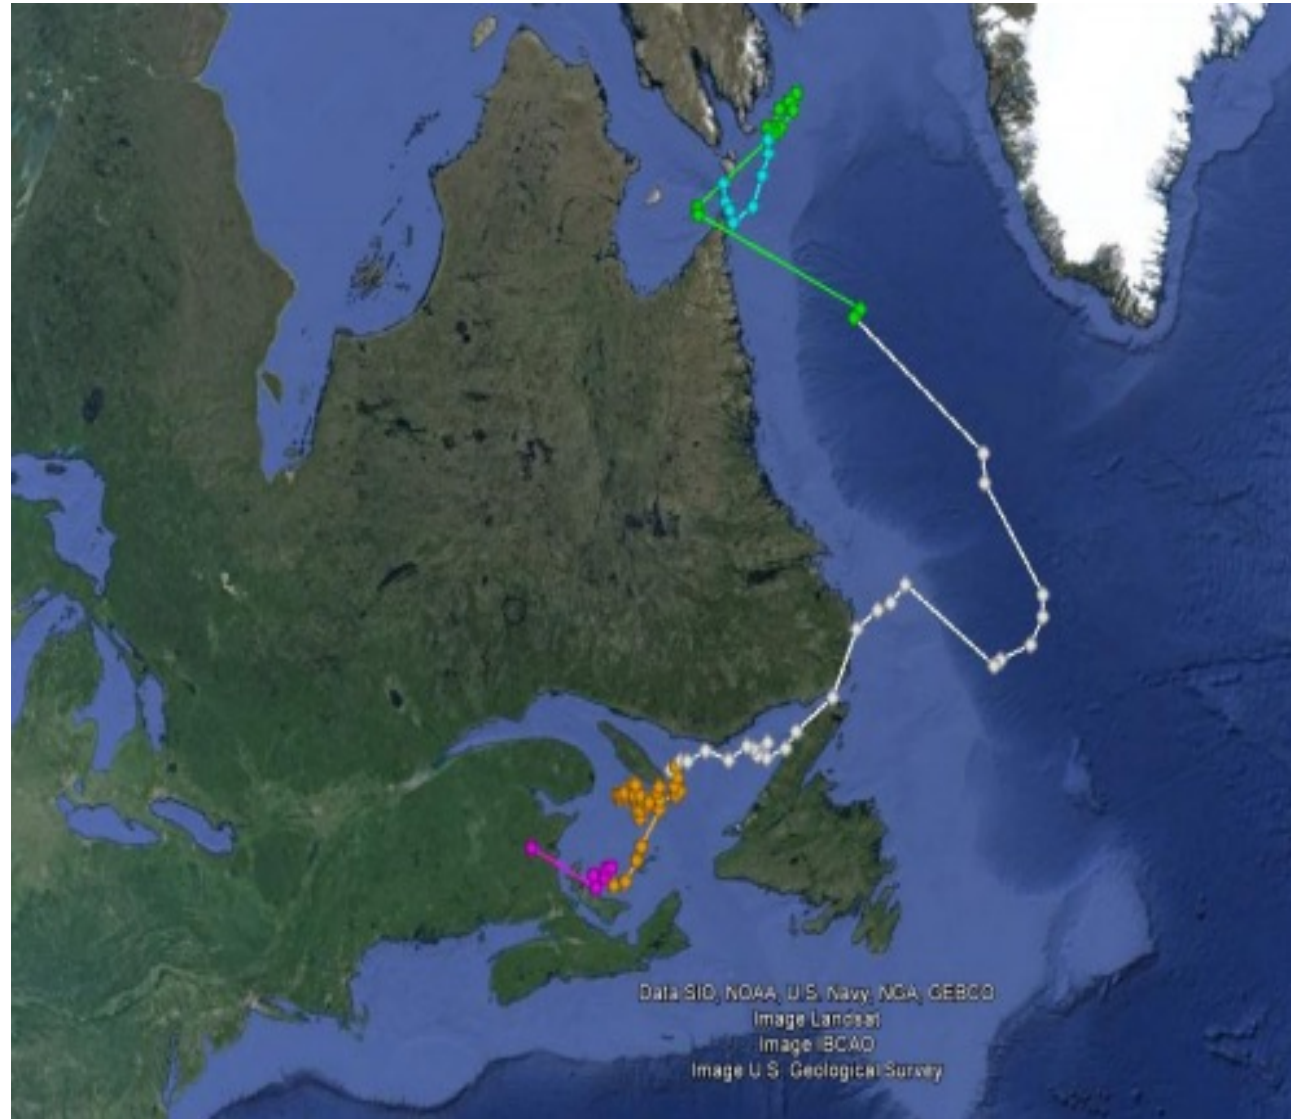 Data SIO, NOAA, U.S. Navy, NGA, GEBCO
Image Landsat
Image IBCAO
Image U.S. Geological Survey